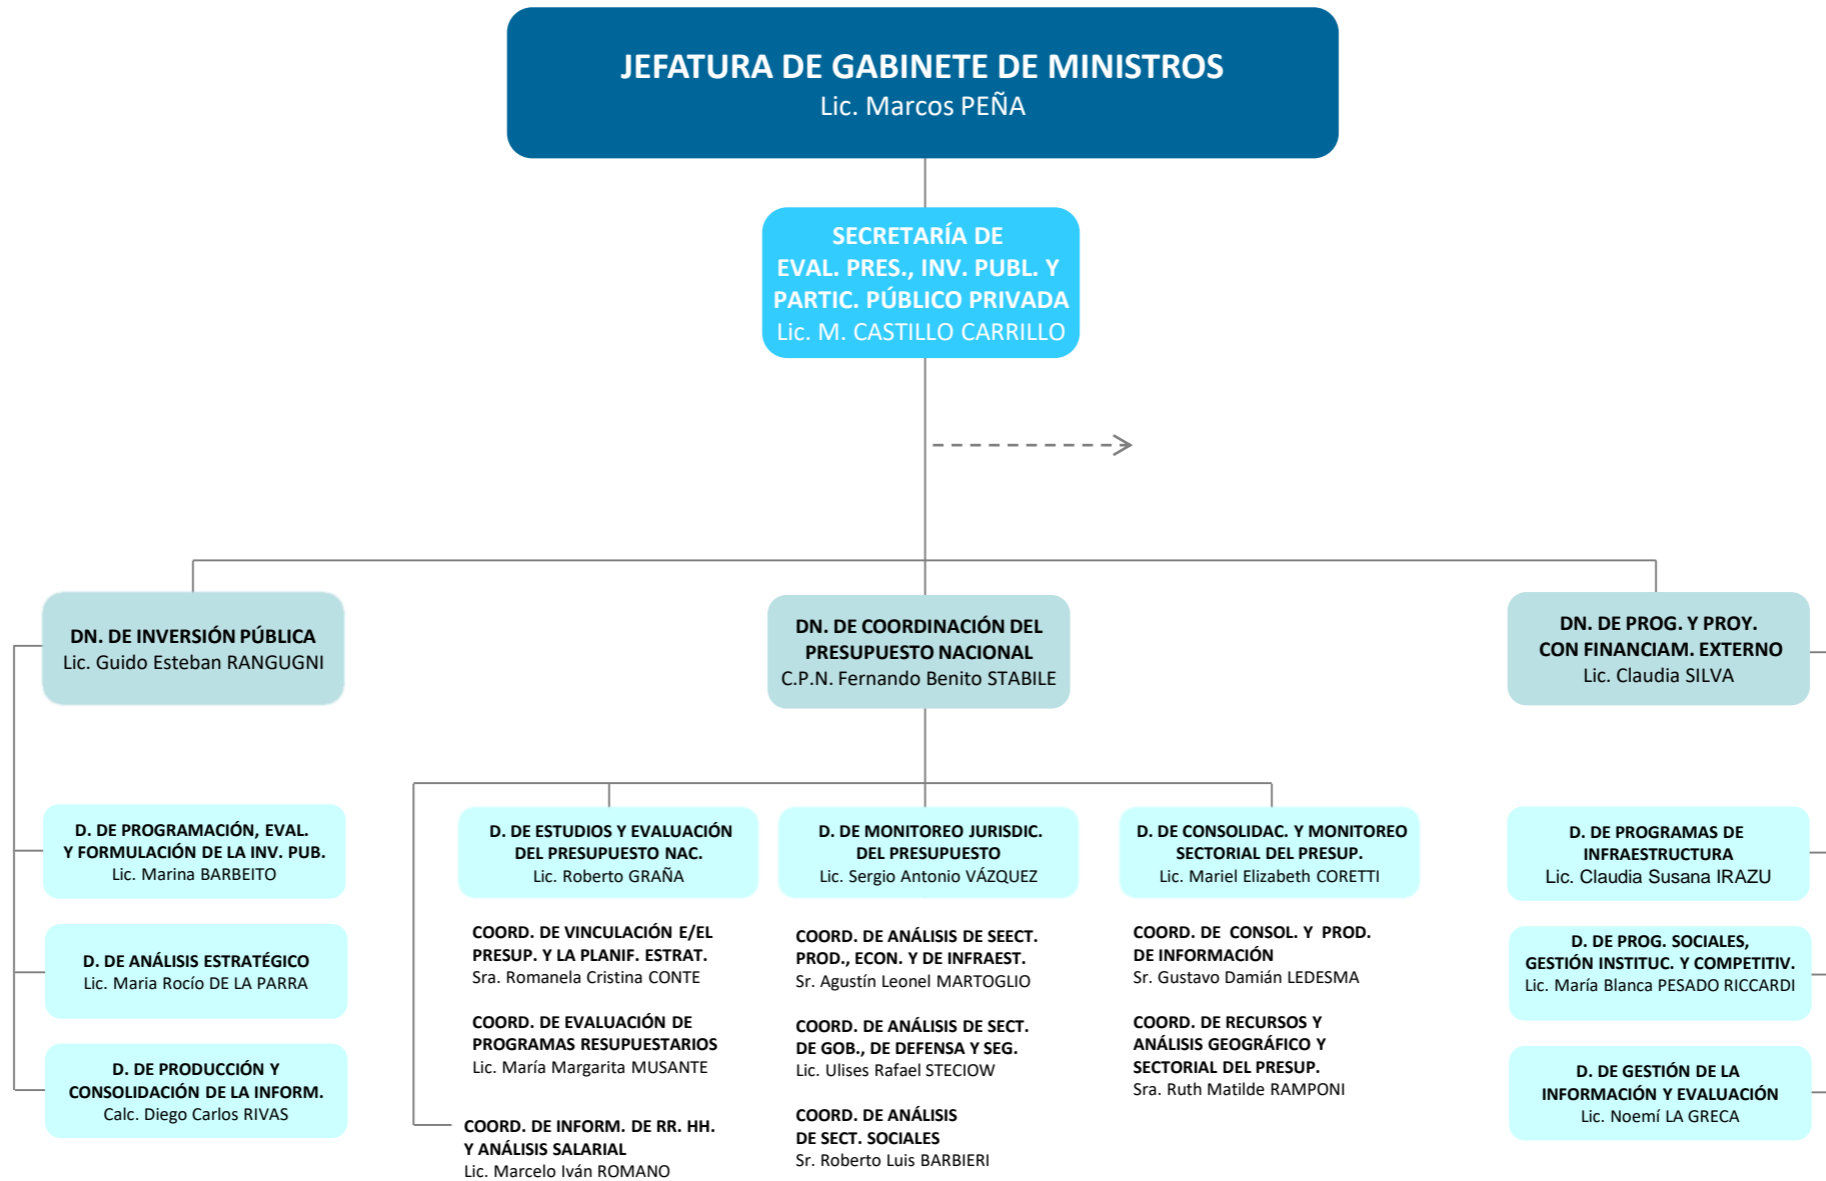 JEFATURA DE GABINETE DE MINISTROS
Lic. Marcos PEÑA
SECRETARÍA DE
EVAL. PRES., INV. PUBL. Y
PARTIC. PÚBLICO PRIVADA
Lic. M. CASTILLO CARRILLO
DN. DE INVERSIÓN PÚBLICA
Lic. Guido Esteban RANGUGNI
DN. DE COORDINACIÓN DEL
PRESUPUESTO NACIONAL
C.P.N. Fernando Benito STABILE
DN. DE PROG. Y PROY.
CON FINANCIAM. EXTERNO
Lic. Claudia SILVA
D. DE PROGRAMACIÓN, EVAL.
Y FORMULACIÓN DE LA INV. PUB.
Lic. Marina BARBEITO
D. DE ANÁLISIS ESTRATÉGICO
Lic. Maria Rocío DE LA PARRA
D. DE PRODUCCIÓN Y
CONSOLIDACIÓN DE LA INFORM.
Calc. Diego Carlos RIVAS
D. DE ESTUDIOS Y EVALUACIÓN
DEL PRESUPUESTO NAC.
Lic. Roberto GRAÑA
COORD. DE VINCULACIÓN E/EL
PRESUP. Y LA PLANIF. ESTRAT.
Sra. Romanela Cristina CONTE
COORD. DE EVALUACIÓN DE
PROGRAMAS RESUPUESTARIOS
Lic. María Margarita MUSANTE
COORD. DE INFORM. DE RR. HH.
Y ANÁLISIS SALARIAL
Lic. Marcelo Iván ROMANO
D. DE MONITOREO JURISDIC.
DEL PRESUPUESTO
Lic. Sergio Antonio VÁZQUEZ
COORD. DE ANÁLISIS DE SEECT.
PROD., ECON. Y DE INFRAEST.
Sr. Agustín Leonel MARTOGLIO
COORD. DE ANÁLISIS DE SECT.
DE GOB., DE DEFENSA Y SEG.
Lic. Ulises Rafael STECIOW
COORD. DE ANÁLISIS
DE SECT. SOCIALES
Sr. Roberto Luis BARBIERI
D. DE CONSOLIDAC. Y MONITOREO
SECTORIAL DEL PRESUP.
Lic. Mariel Elizabeth CORETTI
COORD. DE CONSOL. Y PROD.
DE INFORMACIÓN
Sr. Gustavo Damián LEDESMA
COORD. DE RECURSOS Y
ANÁLISIS GEOGRÁFICO Y
SECTORIAL DEL PRESUP.
Sra. Ruth Matilde RAMPONI
D. DE PROGRAMAS DE
INFRAESTRUCTURA
Lic. Claudia Susana IRAZU
D. DE PROG. SOCIALES,
GESTIÓN INSTITUC. Y COMPETITIV.
Lic. María Blanca PESADO RICCARDI
D. DE GESTIÓN DE LA
INFORMACIÓN Y EVALUACIÓN
Lic. Noemí LA GRECA